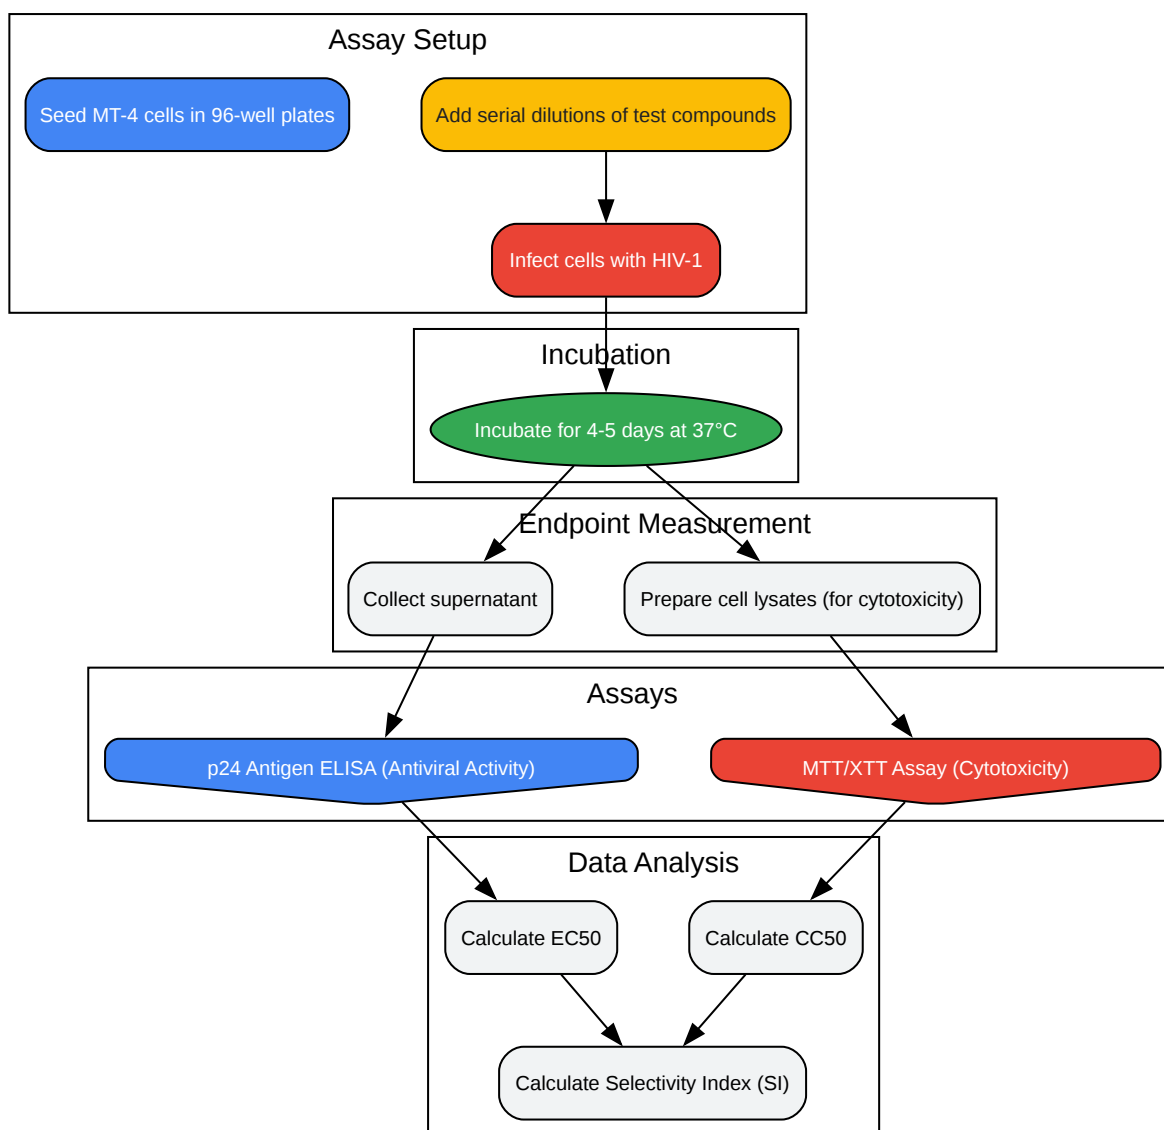 Assay Setup
Seed MT-4 cells in 96-well plates
Add serial dilutions of test compounds
Infect cells with HIV-1
Incubation
Incubate for 4-5 days at 37°C
Endpoint Measurement
Collect supernatant
Prepare cell lysates (for cytotoxicity)
Assays
p24 Antigen ELISA (Antiviral Activity)
MTT/XTT Assay (Cytotoxicity)
Data Analysis
Calculate EC50
Calculate CC50
Calculate Selectivity Index (SI)